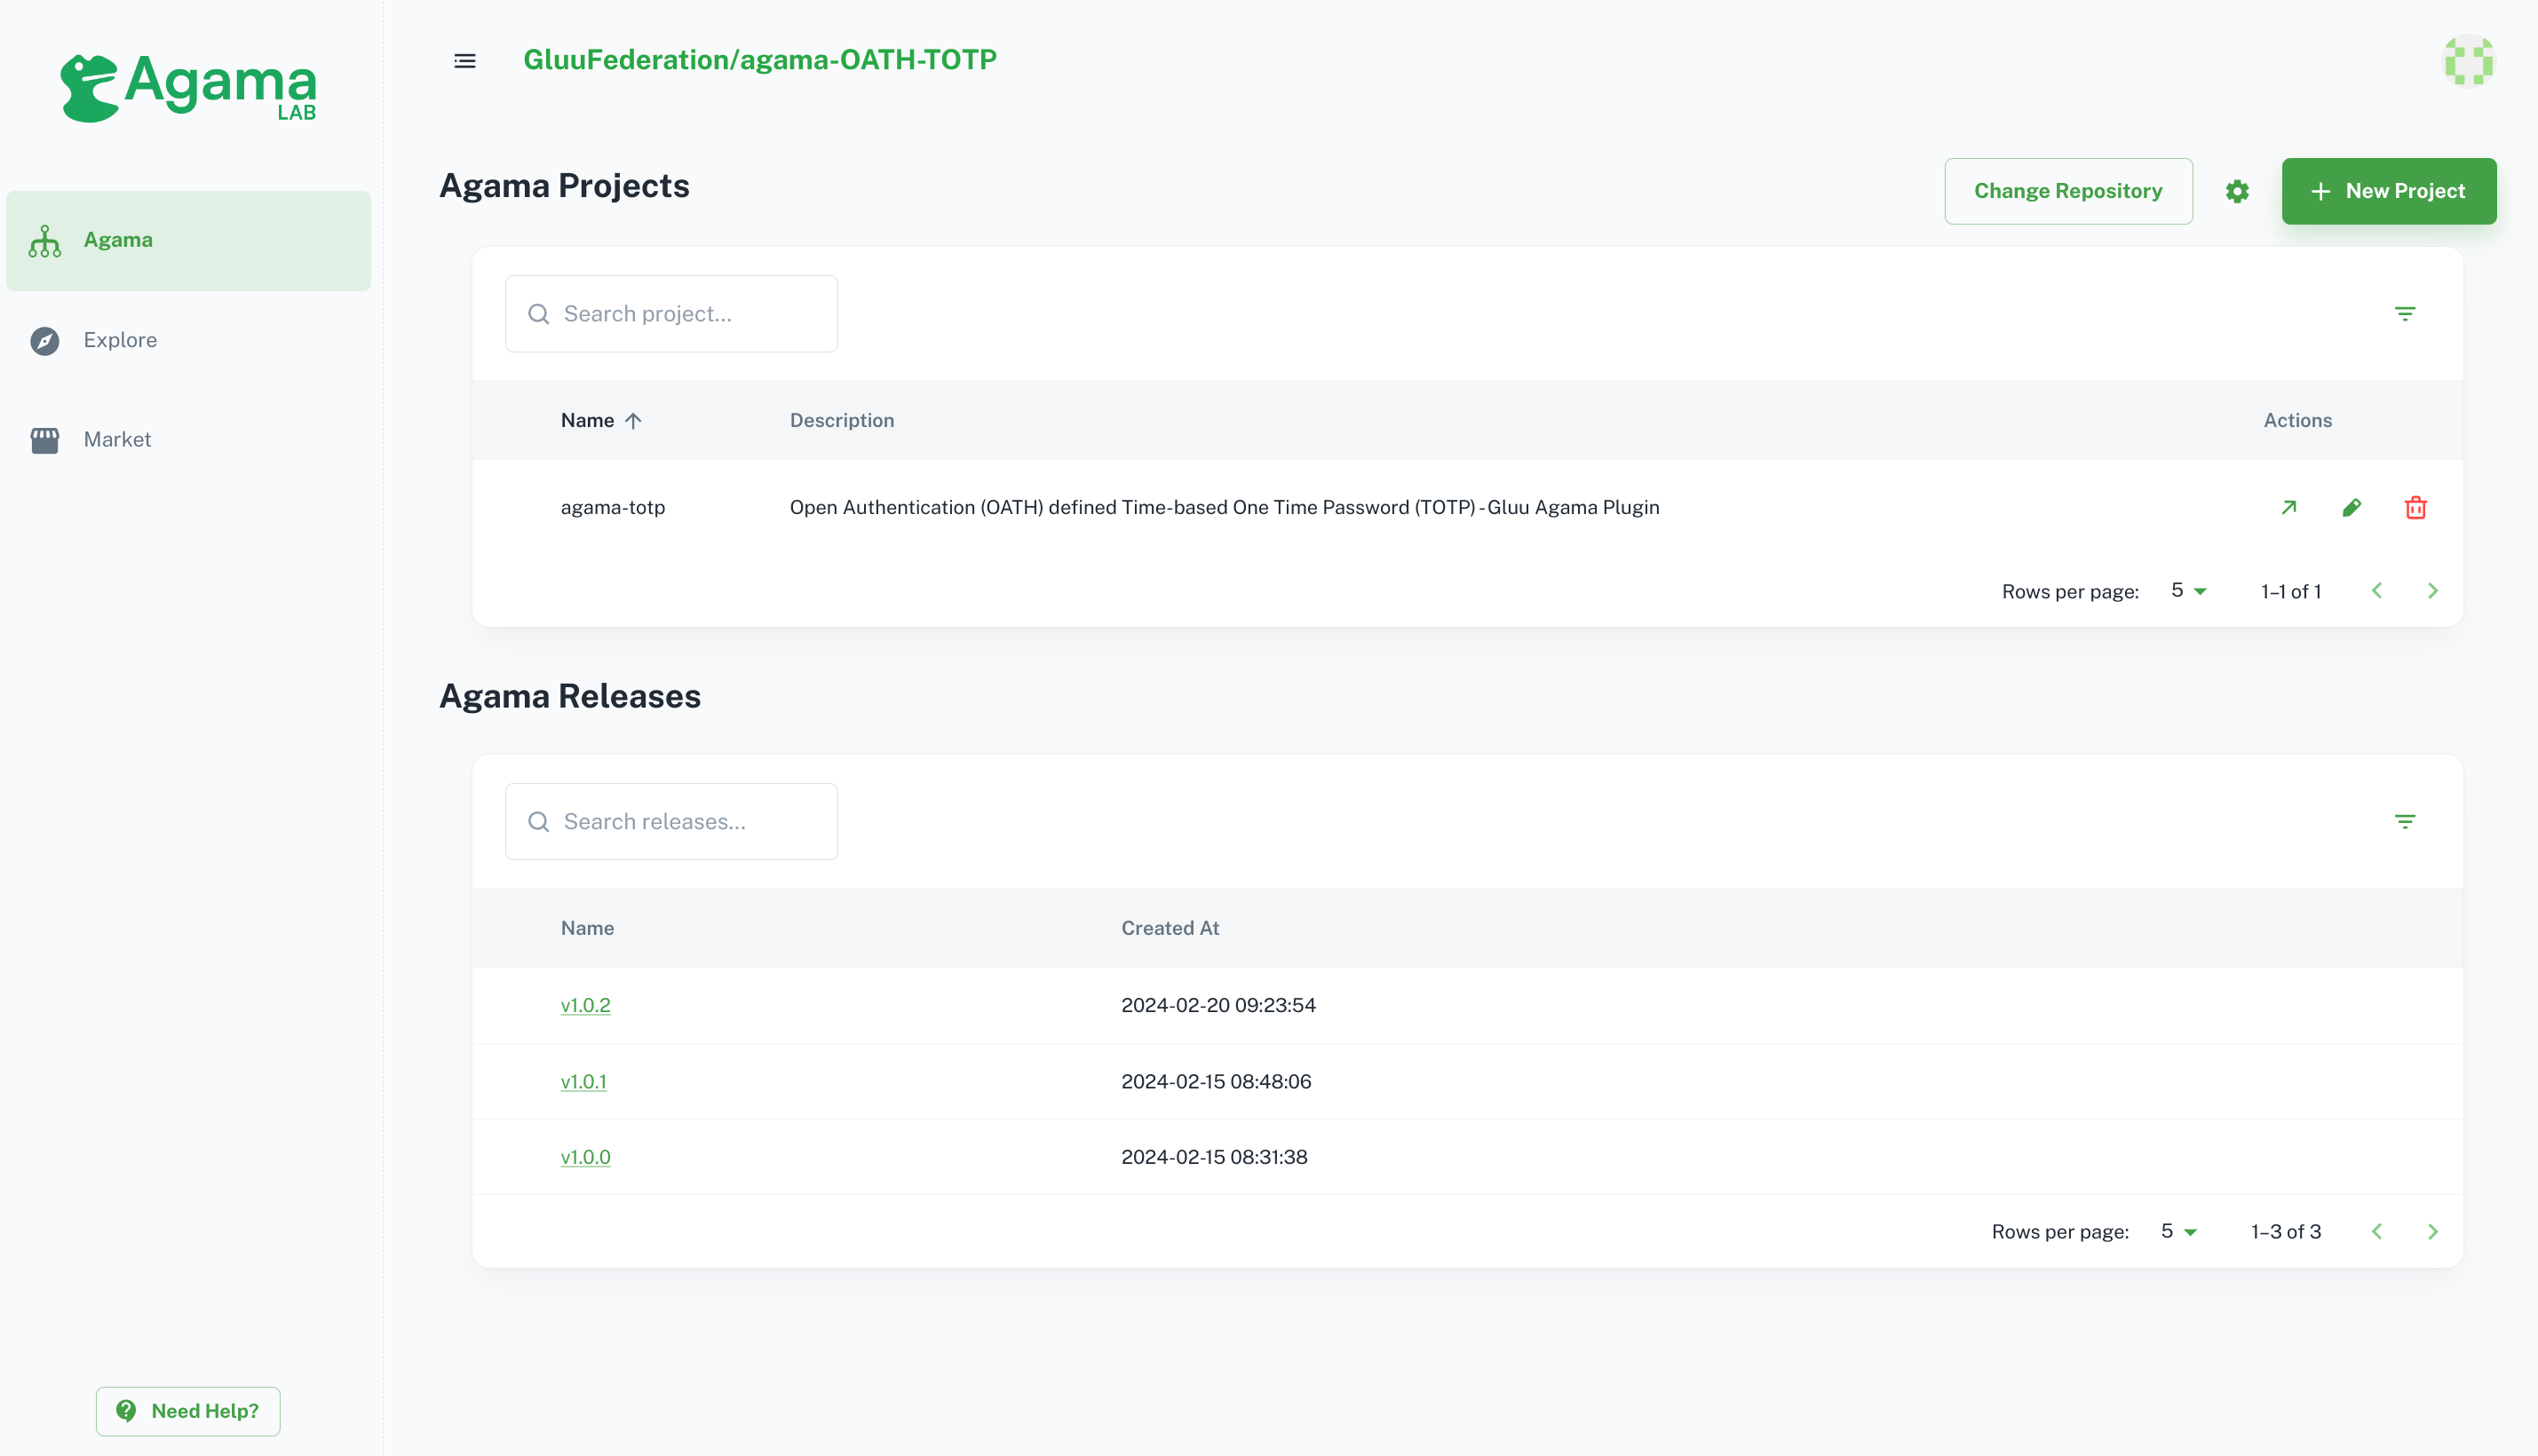 Agama
LAB
GluuFederation/agama-OATH-TOTP
Agama
Explore
Market
Need Help?
Agama Projects
Change Repository
New Project
Search project...
Name Description Actions
agama-totp Open Authentication (OATH) defined Time-based One Time Password (TOTP) - Gluu Agama Plugin
Rows per page: 5 1–1 of 1
Agama Releases
Search releases...
Name Created At
v1.0.2 2024-02-20 09:23:54
v1.0.1 2024-02-15 08:48:06
v1.0.0 2024-02-15 08:31:38
Rows per page: 5 1–3 of 3